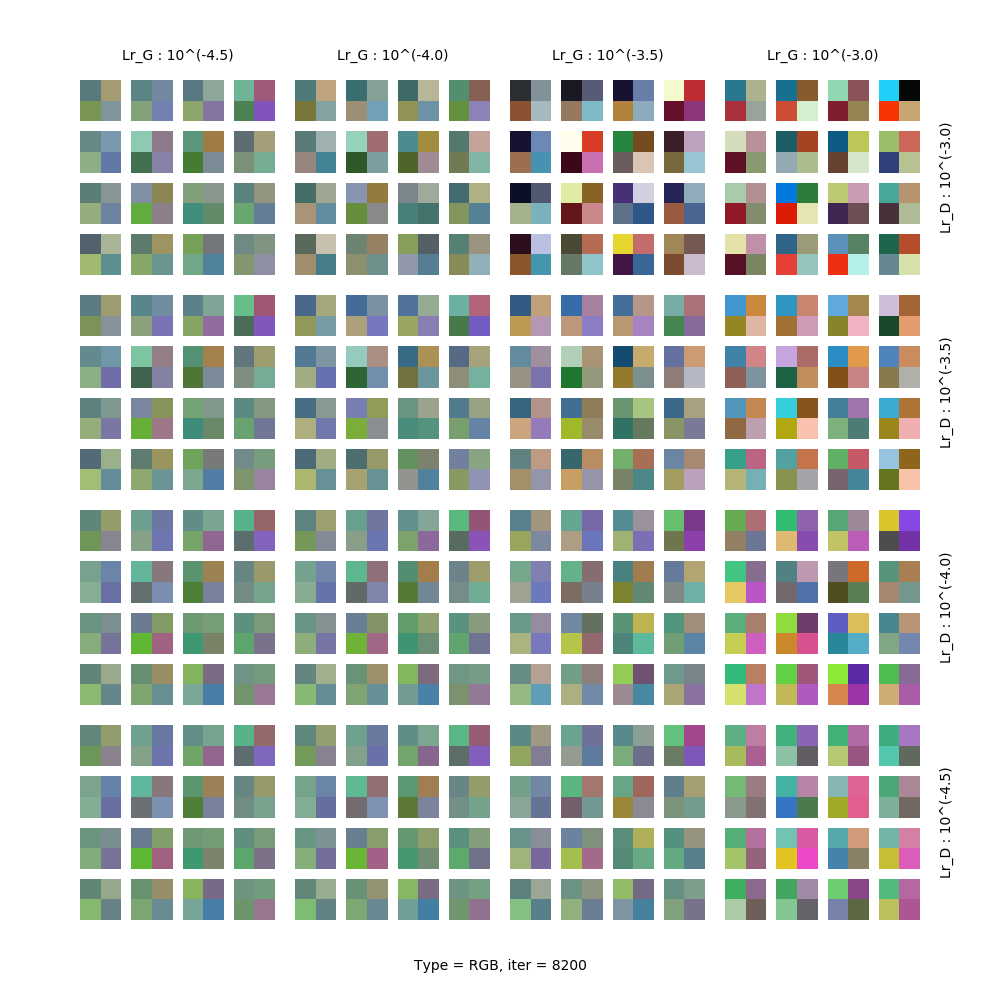 Lr_G : 10^(-4.5)
Lr_G : 10^(-4.0)
Lr_G : 10^(-3.5)
Lr_G : 10^(-3.0)
Lr_D : 10^(-3.0)
Lr_D : 10^(-3.5)
Lr_D : 10^(-4.0)
Lr_D : 10^(-4.5)
Type = RGB, iter = 8200